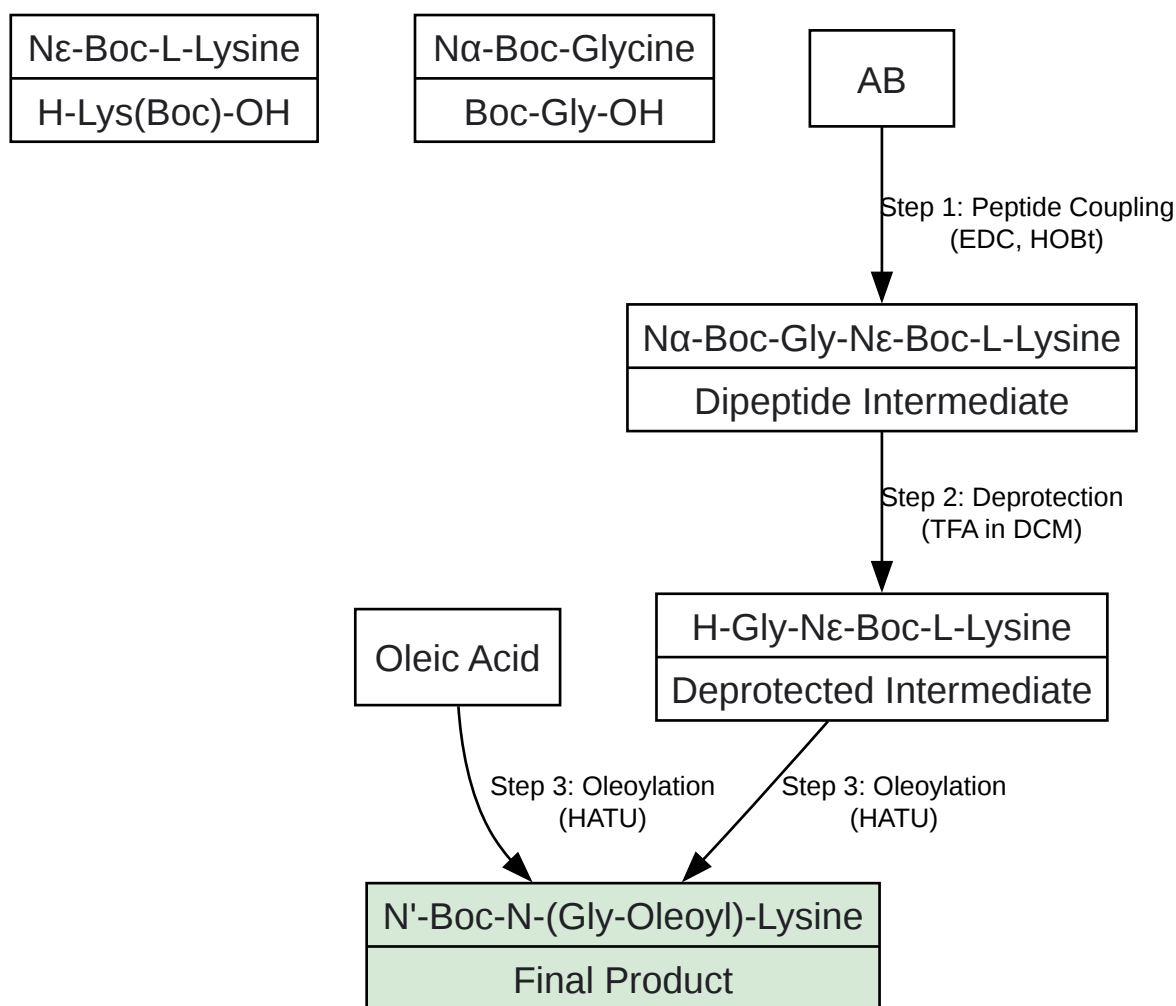 Nε-Boc-L-Lysine
H-Lys(Boc)-OH
Nα-Boc-Glycine
Boc-Gly-OH
AB
Step 1: Peptide Coupling
(EDC, HOBt)
Nα-Boc-Gly-Nε-Boc-L-Lysine
Dipeptide Intermediate
Step 2: Deprotection
(TFA in DCM)
Oleic Acid
H-Gly-Nε-Boc-L-Lysine
Deprotected Intermediate
Step 3: Oleoylation
(HATU)
Step 3: Oleoylation
(HATU)
N'-Boc-N-(Gly-Oleoyl)-Lysine
Final Product